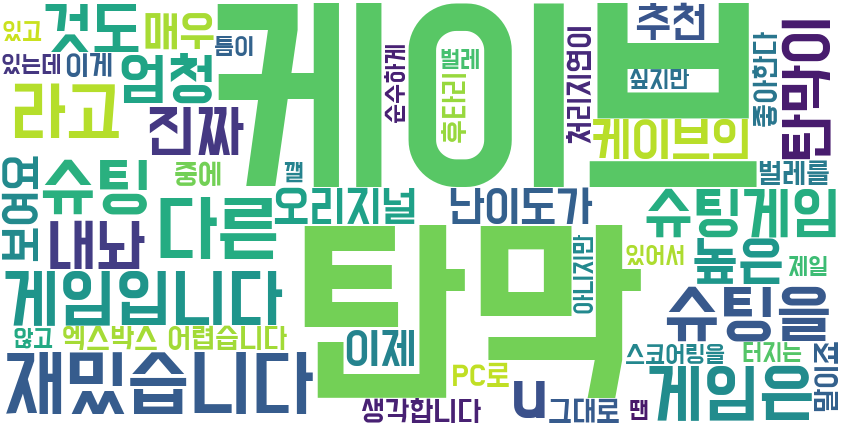 있고
것도
매우
틈이
케이브
추천
탄막이
있는데
이게
엄청
순수하게
벌레
후타리
처리지연이
싶지만
좋아한다
라고
진짜
케이브의
보여
슈팅
중에
깰
벌레를
내놔
다른
오리지널
난이도가
슈팅게임
게임입니다
탄막
아니지만
있어서
높은
제일
않고
엑스박스
어렵습니다
이제
슈팅을
재밌습니다
PC로
스코어링을
터지는
말이죠
생각합니다
u
그대로
땐
게임은